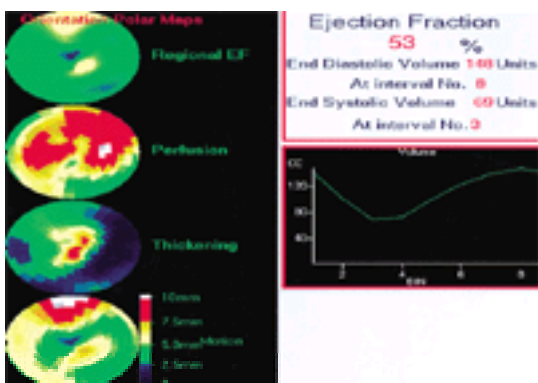 Orientation Polar Maps
Regional EF
Perfusion
Thickening
10mm
7.5mm
5.0mm Motion
2.5mm
Ejection Fraction
53 %
End Diastolic Volume 148 Units
At interval No. 8
End Systolic Volume 69 Units
At interval No. 3
Volume
CC
120
80
40
2 4 6 8